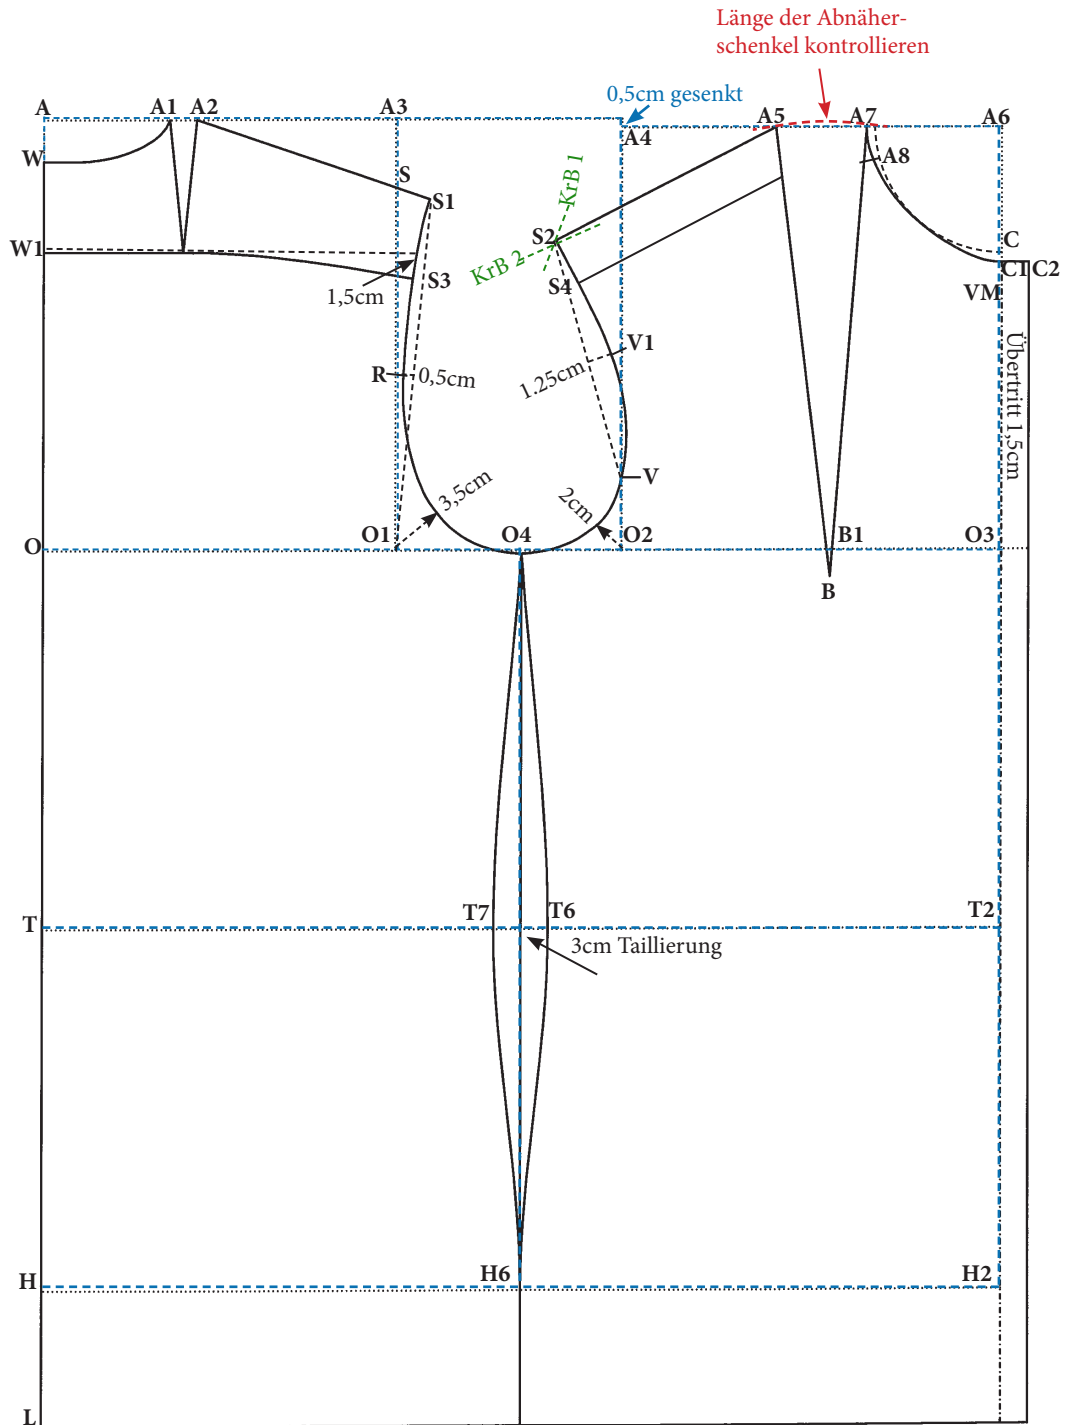 Länge der Abnäher-
schenkel kontrollieren
0,5cm gesenkt
A
A1
A2
A3
A4
A5
A7
A6
W
S
S1
KrB 1
A8
W1
S2
KrB 2
C
S3
S4
C1
C2
1,5cm
VM
V1
R
0,5cm
1.25cm
Übertritt 1,5cm
3,5cm
2cm
V
O
O1
O4
O2
B1
O3
B
T
T7
T6
T2
3cm Taillierung
H
H6
H2
L